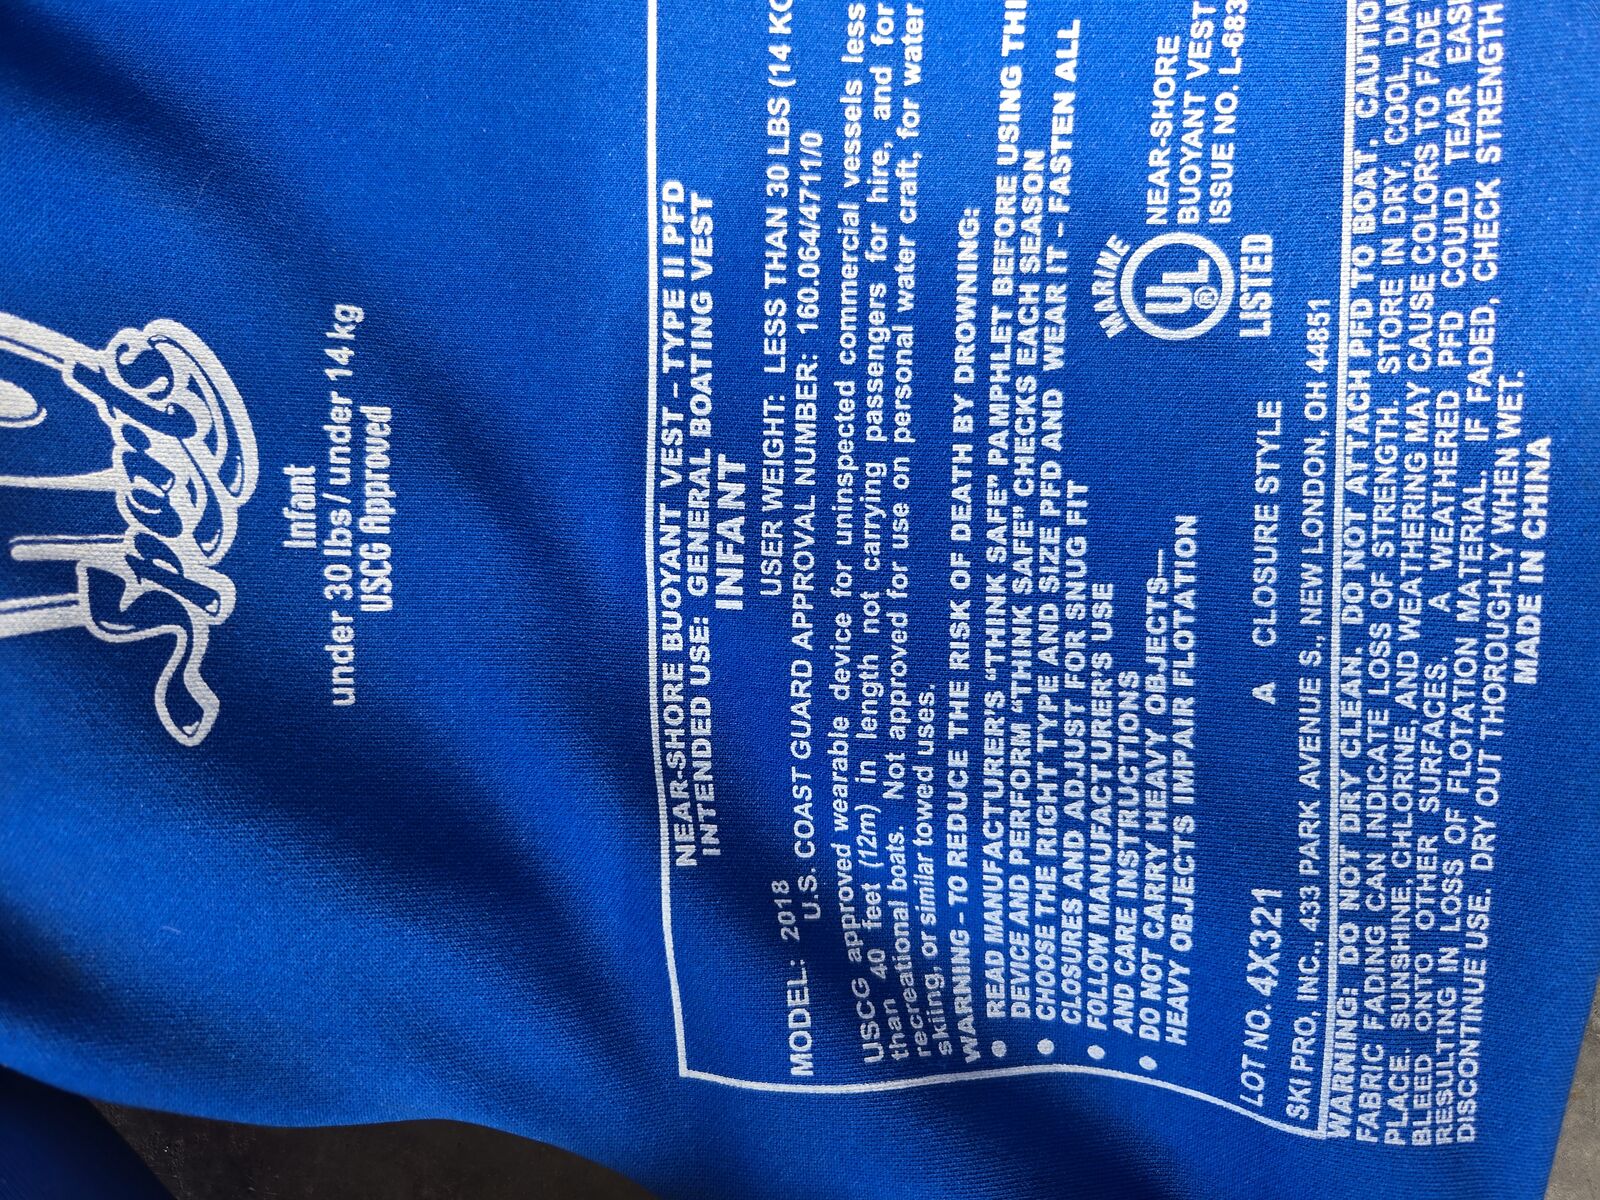 Infant
under 30 lbs / under 14 kg
USCG Approved
NEAR-SHORE BUOYANT VEST - TYPE II PFD
INTENDED USE: GENERAL BOATING VEST
INFANT
USER WEIGHT: LESS THAN 30 LBS (14 KG
MODEL: 2018
U.S. COAST GUARD APPROVAL NUMBER: 160.064/4711/0
USCG approved wearable device for uninspected commercial vessels less
than 40 feet (12m) in length not carrying passengers for hire, and for
recreational boats. Not approved for use on personal water craft, for water
skiing, or similar towed uses.
WARNING - TO REDUCE THE RISK OF DEATH BY DROWNING:
• READ MANUFACTURER'S "THINK SAFE" PAMPHLET BEFORE USING THI
DEVICE AND PERFORM "THINK SAFE" CHECKS EACH SEASON
• CHOOSE THE RIGHT TYPE AND SIZE PFD AND WEAR IT - FASTEN ALL
CLOSURES AND ADJUST FOR SNUG FIT
• FOLLOW MANUFACTURER'S USE
AND CARE INSTRUCTIONS
• DO NOT CARRY HEAVY OBJECTS—
HEAVY OBJECTS IMPAIR FLOTATION
MARINE
UL ®
LISTED
NEAR-SHORE
BUOYANT VEST
ISSUE NO. L-683
LOT NO. 4X321 A CLOSURE STYLE
SKI PRO, INC., 433 PARK AVENUE S., NEW LONDON, OH 44851
WARNING: DO NOT DRY CLEAN. DO NOT ATTACH PFD TO BOAT. CAUTIO
FABRIC FADING CAN INDICATE LOSS OF STRENGTH. STORE IN DRY, COOL, DA
PLACE. SUNSHINE, CHLORINE, AND WEATHERING MAY CAUSE COLORS TO FADE
BLEED ONTO OTHER SURFACES. A WEATHERED PFD COULD TEAR EASI
RESULTING IN LOSS OF FLOTATION MATERIAL. IF FADED, CHECK STRENGTH
DISCONTINUE USE. DRY OUT THOROUGHLY WHEN WET.
MADE IN CHINA